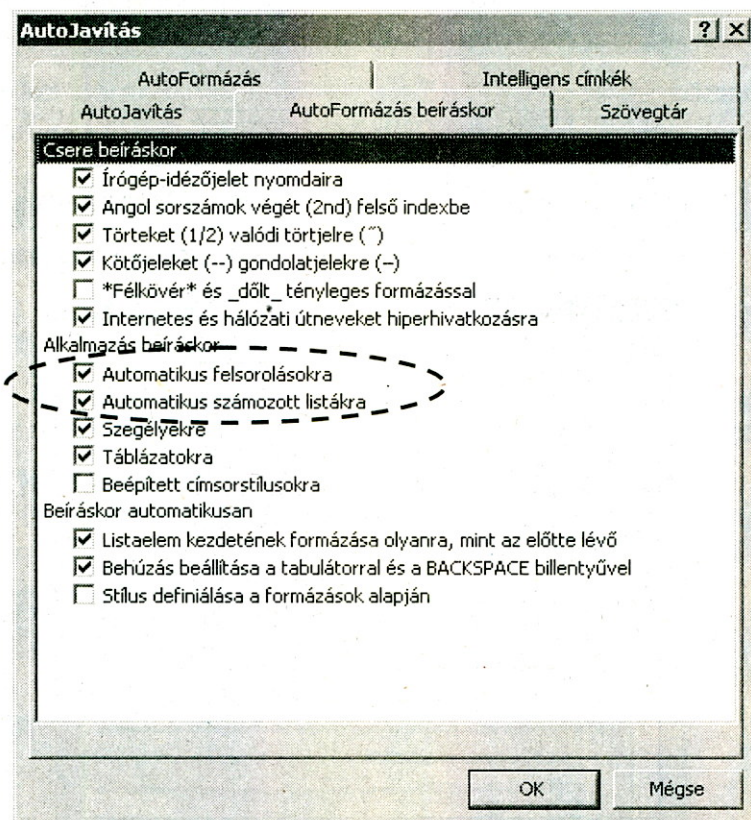 AutoJavítás
AutoFormázás
Intelligens címkék
AutoJavítás
AutoFormázás beíráskor
Szövegtár
Csere beíráskor
Írógép-idézőjelet nyomdaira
Angol sorszámok végét (2nd) felső indexbe
Törteket (1/2) valódi törtjelre (˝)
Kötőjeleket (--) gondolatjelekre (–)
*Félkövér* és _dőlt_ tényleges formázással
Internetes és hálózati útneveket hiperhivatkozásra
Alkalmazás beíráskor
Automatikus felsorolásokra
Automatikus számozott listákra
Szegélyekre
Táblázatokra
Beépített címsorstílusokra
Beíráskor automatikusan
Listaelem kezdetének formázása olyanra, mint az előtte lévő
Behúzás beállítása a tabulátorral és a BACKSPACE billentyűvel
Stílus definiálása a formázások alapján
OK
Mégse